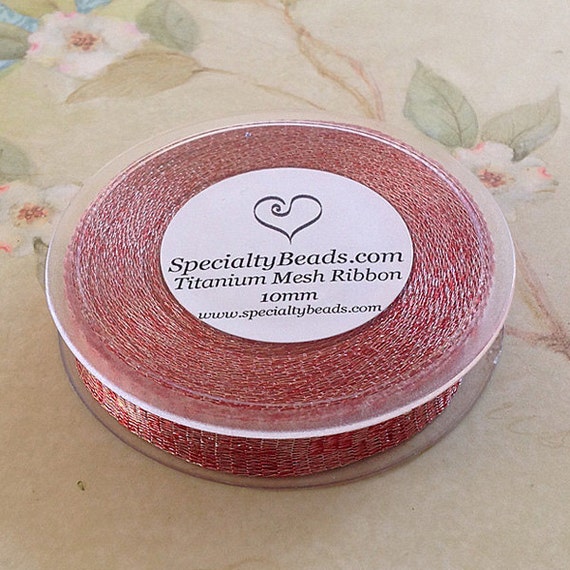 SpecialtyBeads.com
Titanium Mesh Ribbon
10mm
www.specialtybeads.com